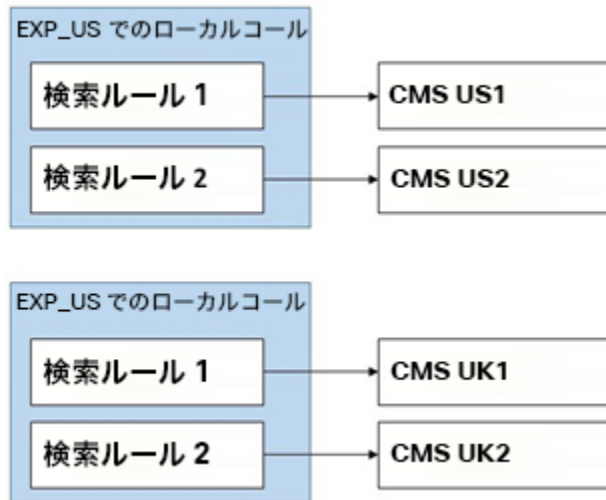 EXP_US でのローカルコール
検索ルール 1
CMS US1
検索ルール 2
CMS US2
EXP_US でのローカルコール
検索ルール 1
CMS UK1
検索ルール 2
CMS UK2